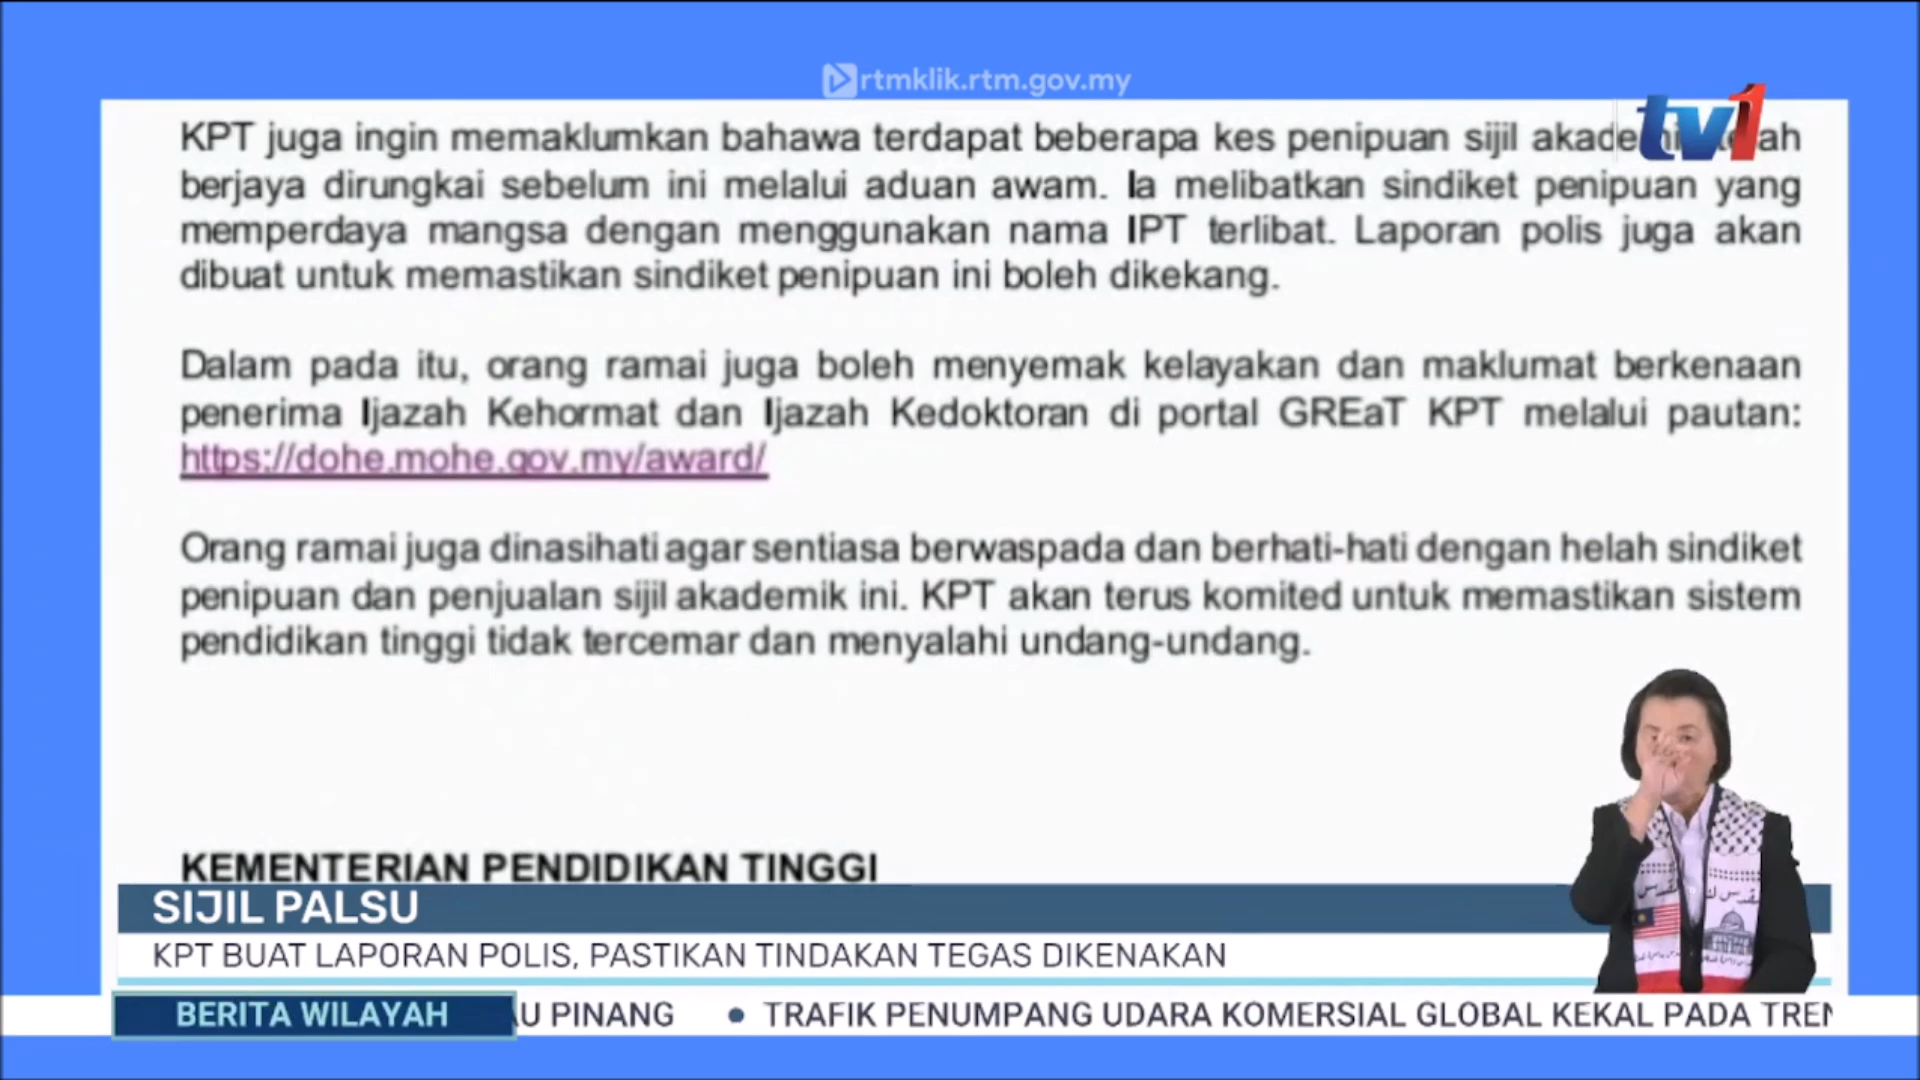 rtmklik.rtm.gov.my
tv1
KPT juga ingin memaklumkan bahawa terdapat beberapa kes penipuan sijil
berjaya dirungkai sebelum ini melalui aduan awam. Ia melibatkan sindiket penipuan yang
memperdaya mangsa dengan menggunakan nama IPT terlibat. Laporan polis juga akan
dibuat untuk memastikan sindiket penipuan ini boleh dikekang.
Dalam pada itu, orang ramai juga boleh menyemak kelayakan dan maklumat berkenaan
penerima Ijazah Kehormat dan Ijazah Kedoktoran di portal GREaT KPT melalui pautan:
https://dohe.mohe.gov.my/award/
Orang ramai juga dinasihati agar sentiasa berwaspada dan berhati-hati dengan helah sindiket
penipuan dan penjualan sijil akademik ini. KPT akan terus komited untuk memastikan sistem
pendidikan tinggi tidak tercemar dan menyalahi undang-undang.
KEMENTERIAN PENDIDIKAN TINGGI
SIJIL PALSU
KPT BUAT LAPORAN POLIS, PASTIKAN TINDAKAN TEGAS DIKENAKAN
BERITA WILAYAH AU PINANG • TRAFIK PENUMPANG UDARA KOMERSIAL GLOBAL KEKAL PADA TREN